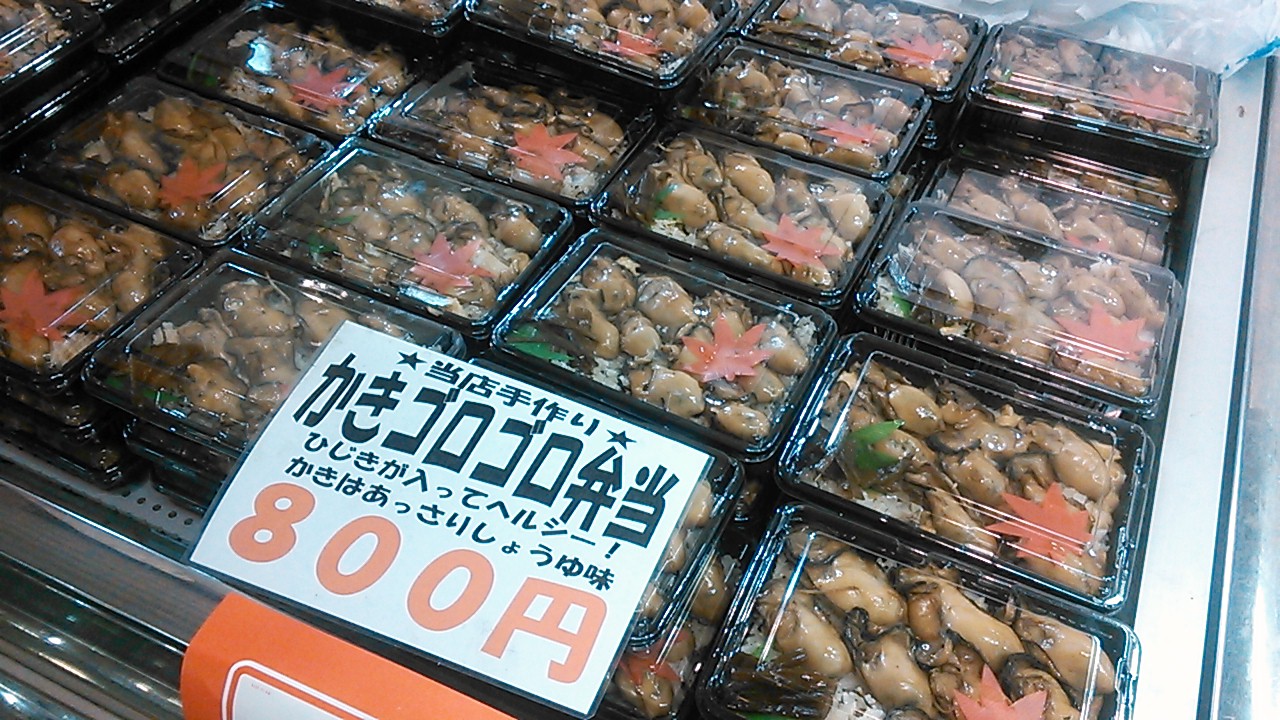 ★当店手作り★
かきゴロゴロ弁当
ひじきが入ってヘルシー！
かきはあっさりしょうゆ味
８００円